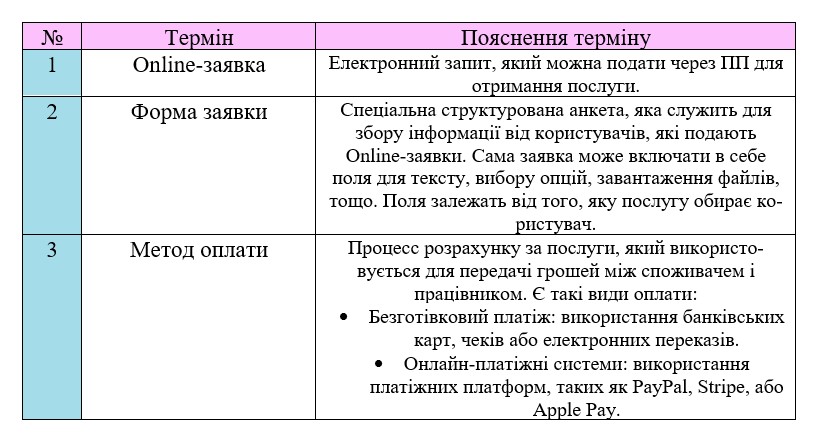 № Термін Пояснення терміну
1 Online-заявка Електронний запит, який можна подати через ПП для
отримання послуги.
2 Форма заявки Спеціальна структурована анкета, яка служить для
збору інформації від користувачів, які подають
Online-заявки. Сама заявка може включати в себе
поля для тексту, вибору опцій, завантаження файлів,
тощо. Поля залежать від того, яку послугу обирає ко-
ристувач.
3 Метод оплати Процесс розрахунку за послуги, який використо-
вується для передачі грошей між споживачем і
працівником. Є такі види оплати:
• Безготівковий платіж: використання банківських
карт, чеків або електронних переказів.
• Онлайн-платіжні системи: використання
платіжних платформ, таких як PayPal, Stripe, або
Apple Pay.